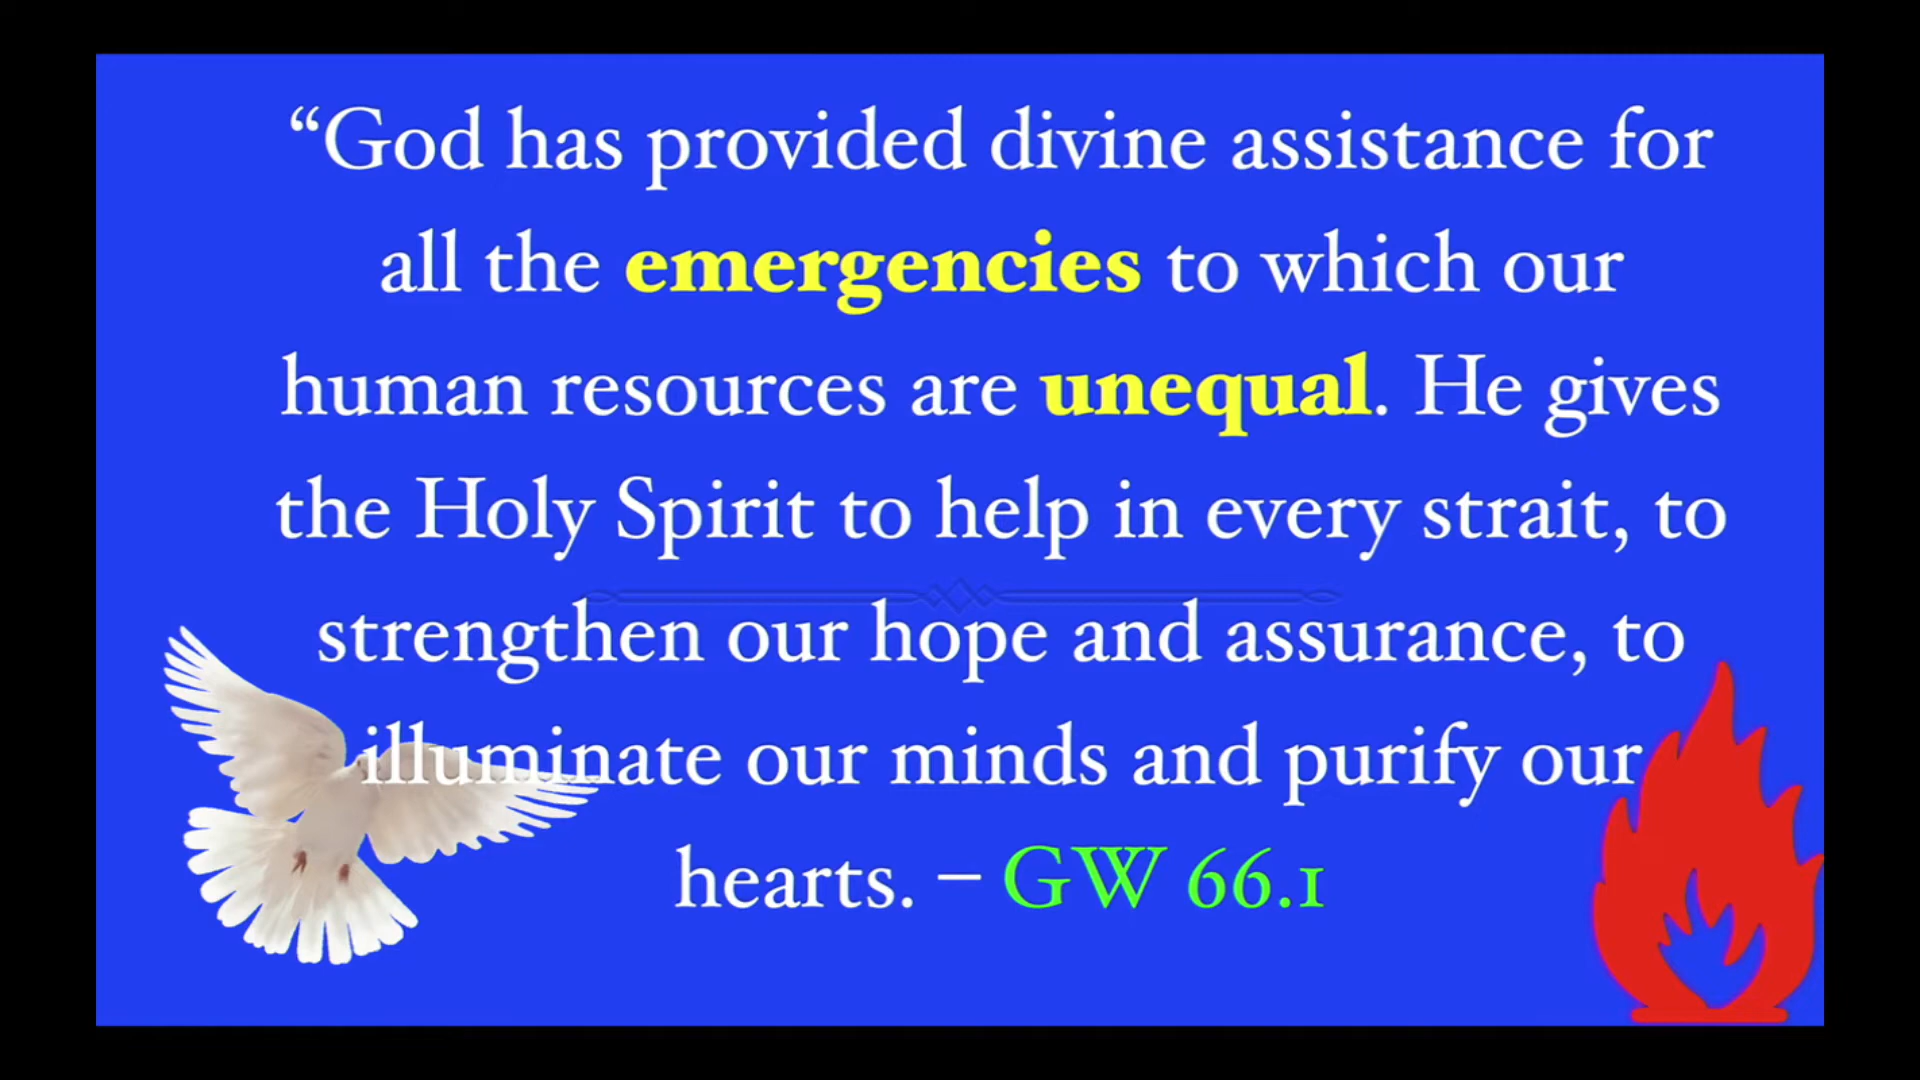 “God has provided divine assistance for
all the emergencies to which our
human resources are unequal. He gives
the Holy Spirit to help in every strait, to
strengthen our hope and assurance, to
illuminate our minds and purify our
hearts. – GW 66.1